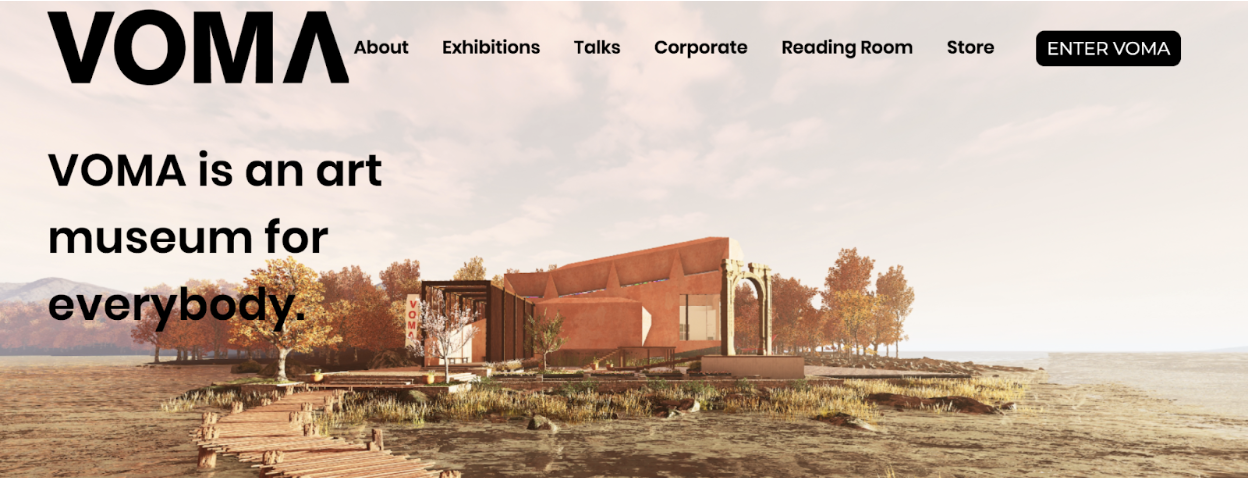 VOMA
About Exhibitions Talks Corporate Reading Room Store ENTER VOMA
VOMA is an art
museum for
everybody.
VOMA